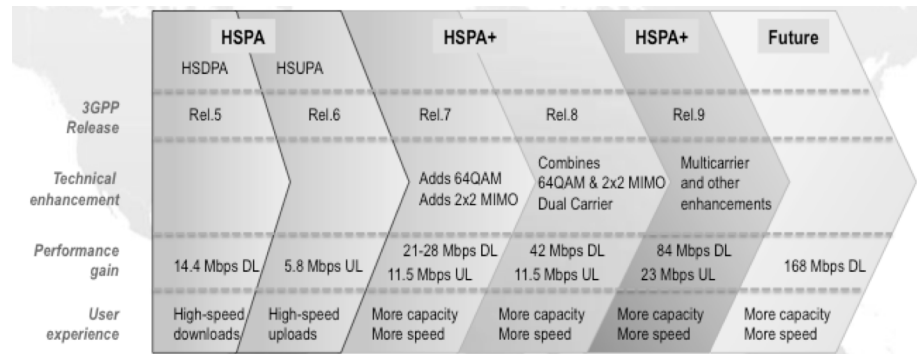 HSPA HSPA+ HSPA+ Future
HSDPA HSUPA
3GPP
Release
Rel.5 Rel.6 Rel.7 Rel.8 Rel.9
Technical
enhancement
Adds 64QAM
Adds 2x2 MIMO
Combines
64QAM & 2x2 MIMO
Dual Carrier
Multicarrier
and other
enhancements
Performance
gain
14.4 Mbps DL
5.8 Mbps UL
21-28 Mbps DL
11.5 Mbps UL
42 Mbps DL
11.5 Mbps UL
84 Mbps DL
23 Mbps UL
168 Mbps DL
User
experience
High-speed
downloads
High-speed
uploads
More capacity
More speed
More capacity
More speed
More capacity
More speed
More capacity
More speed